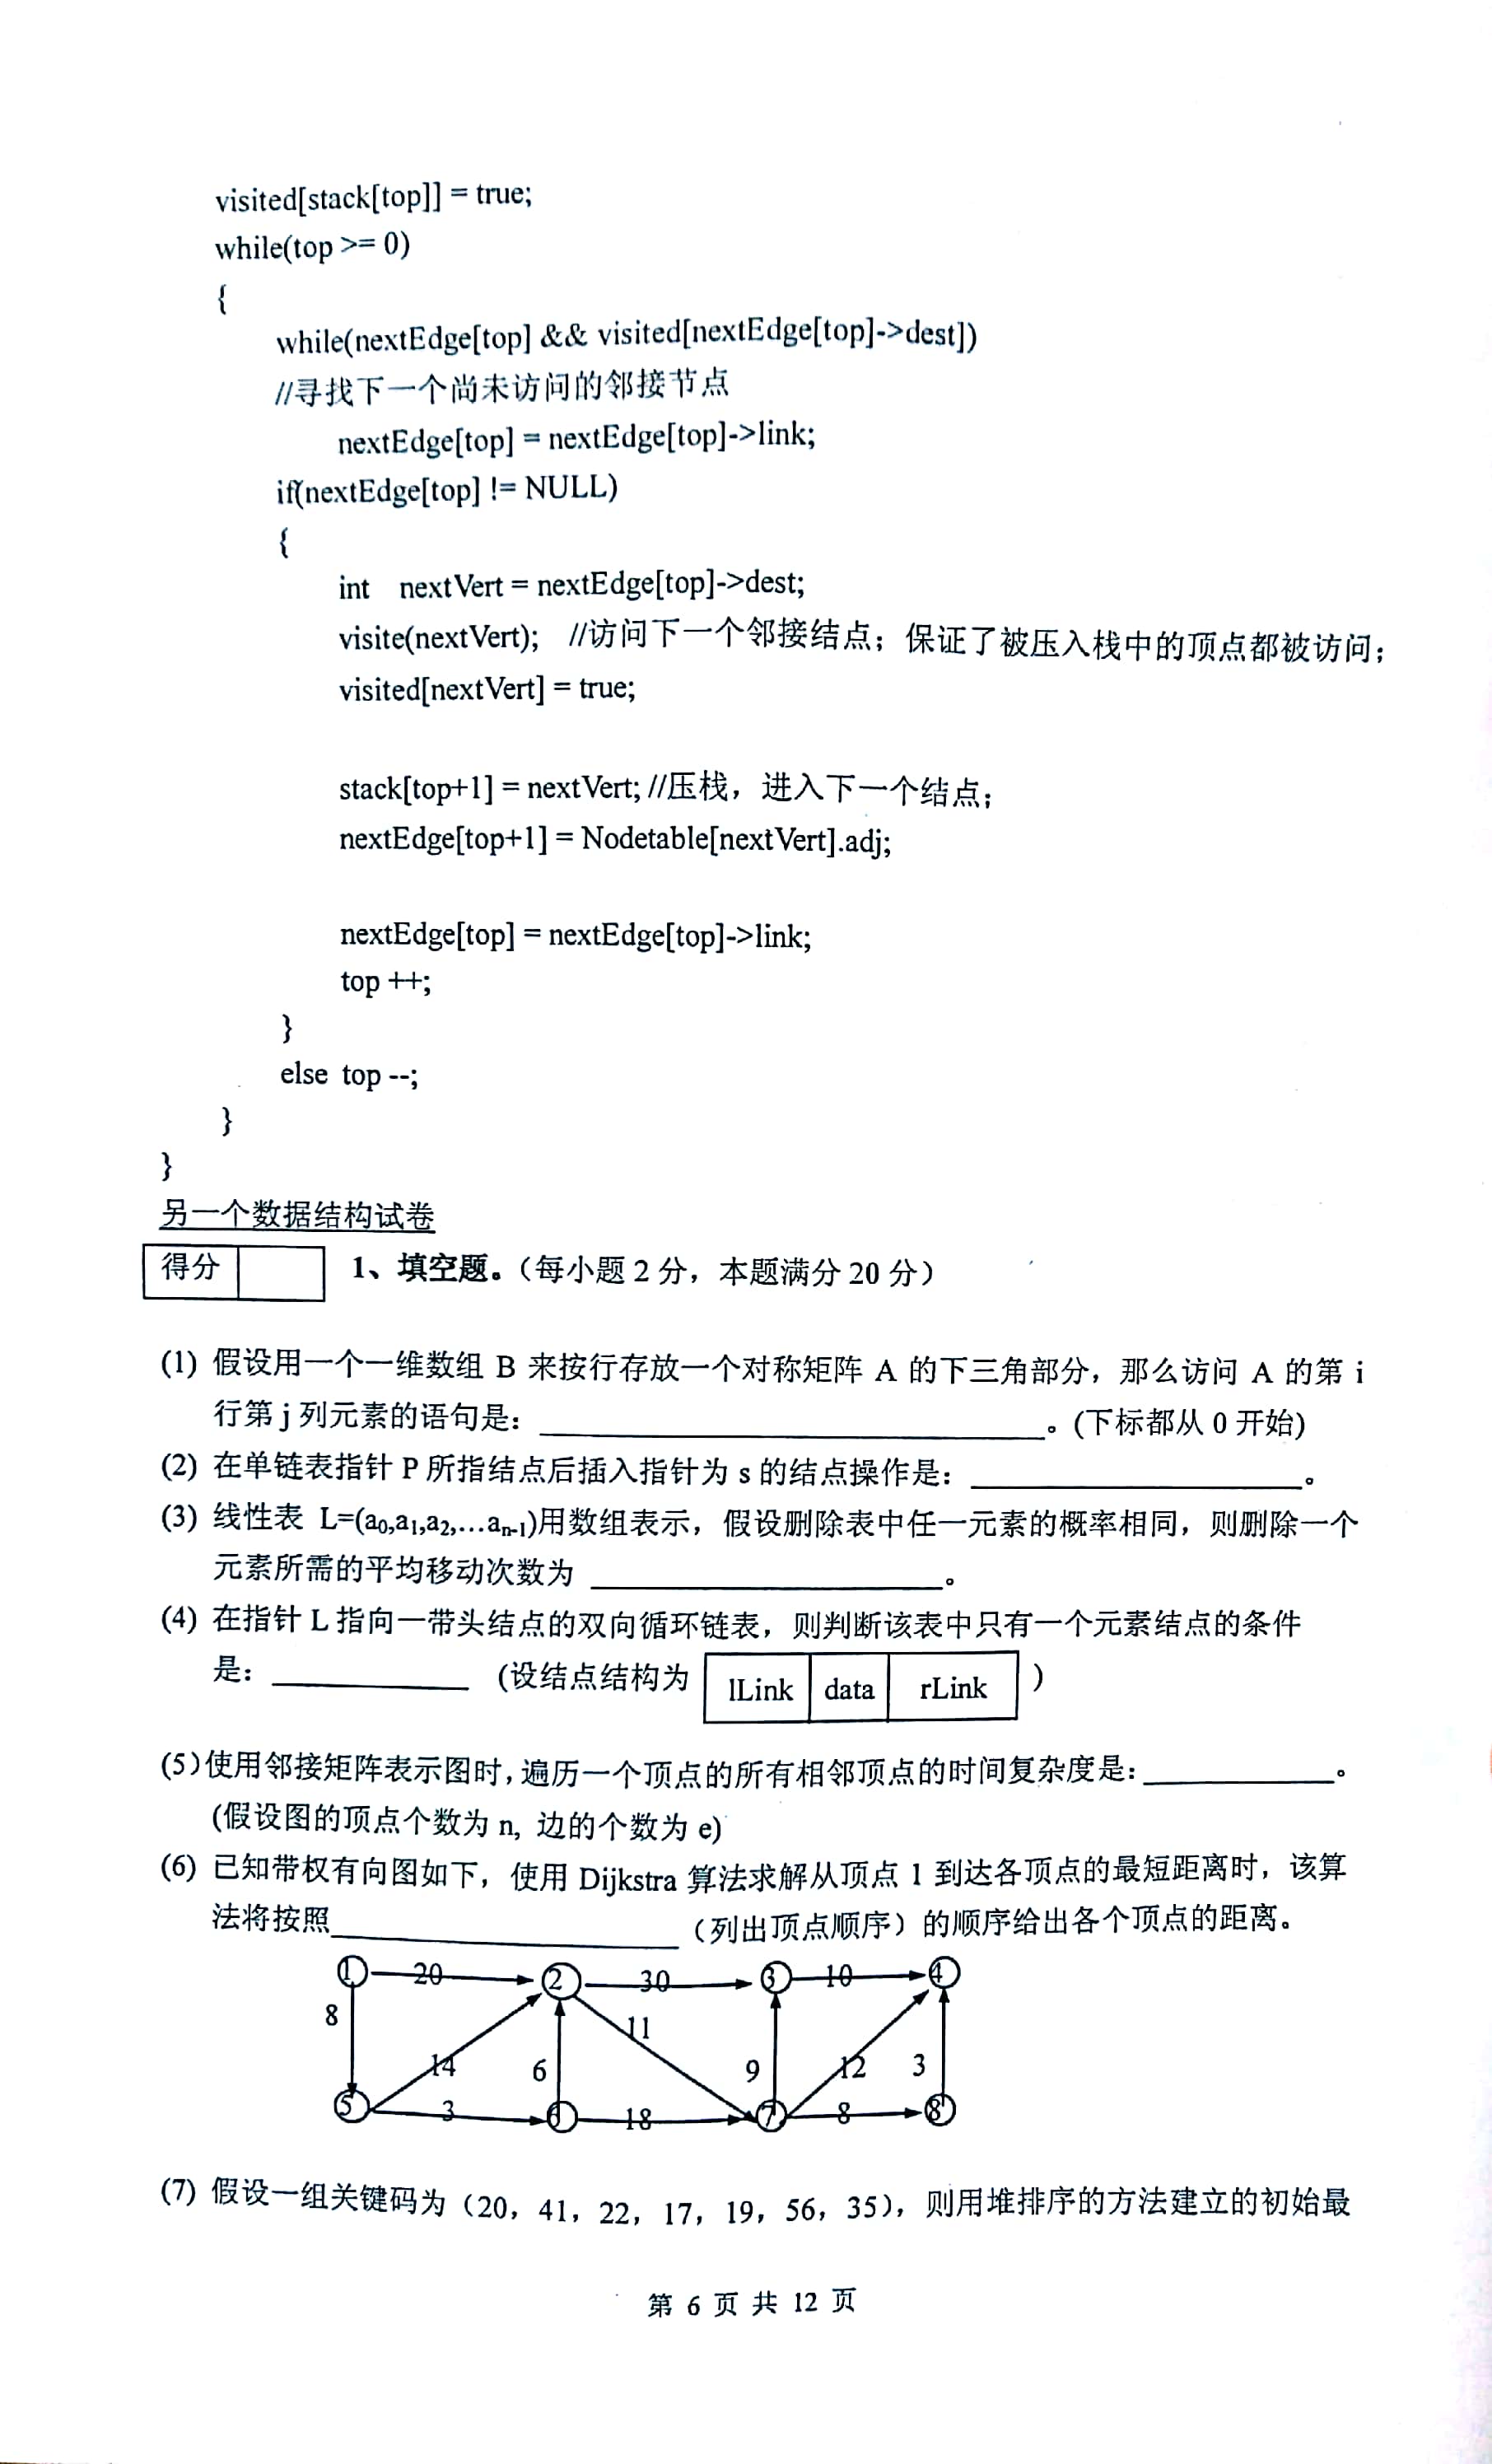 visited[stack[top]] = true;
while(top >= 0)
{
while(nextEdge[top] && visited[nextEdge[top]->dest])
//寻找下一个尚未访问的邻接节点
nextEdge[top] = nextEdge[top]->link;
if(nextEdge[top] != NULL)
{
int nextVert = nextEdge[top]->dest;
visite(nextVert); //访问下一个邻接结点；保证了被压入栈中的顶点都被访问；
visited[nextVert] = true;
stack[top+1] = nextVert; //压栈，进入下一个结点；
nextEdge[top+1] = Nodetable[nextVert].adj;
nextEdge[top] = nextEdge[top]->link;
top ++;
}
else top --;
}
}
另一个数据结构试卷
得分 1、填空题。（每小题 2 分，本题满分 20 分）
(1) 假设用一个一维数组 B 来按行存放一个对称矩阵 A 的下三角部分，那么访问 A 的第 i
行第 j 列元素的语句是：________。(下标都从 0 开始)
(2) 在单链表指针 P 所指结点后插入指针为 s 的结点操作是：________。
(3) 线性表 L=(a0,a1,a2,…an-1)用数组表示，假设删除表中任一元素的概率相同，则删除一个
元素所需的平均移动次数为 ________。
(4) 在指针 L 指向一带头结点的双向循环链表，则判断该表中只有一个元素结点的条件
是：________ (设结点结构为 lLink data rLink )
(5)使用邻接矩阵表示图时,遍历一个顶点的所有相邻顶点的时间复杂度是：________。
(假设图的顶点个数为 n, 边的个数为 e)
(6) 已知带权有向图如下，使用 Dijkstra 算法求解从顶点 1 到达各顶点的最短距离时，该算
法将按照________（列出顶点顺序）的顺序给出各个顶点的距离。
1 20 2 30 3 10 4
8 11
14 6 9 12 3
5 3 6 18 7 8 8
(7) 假设一组关键码为（20，41，22，17，19，56，35），则用堆排序的方法建立的初始最
第 6 页 共 12 页